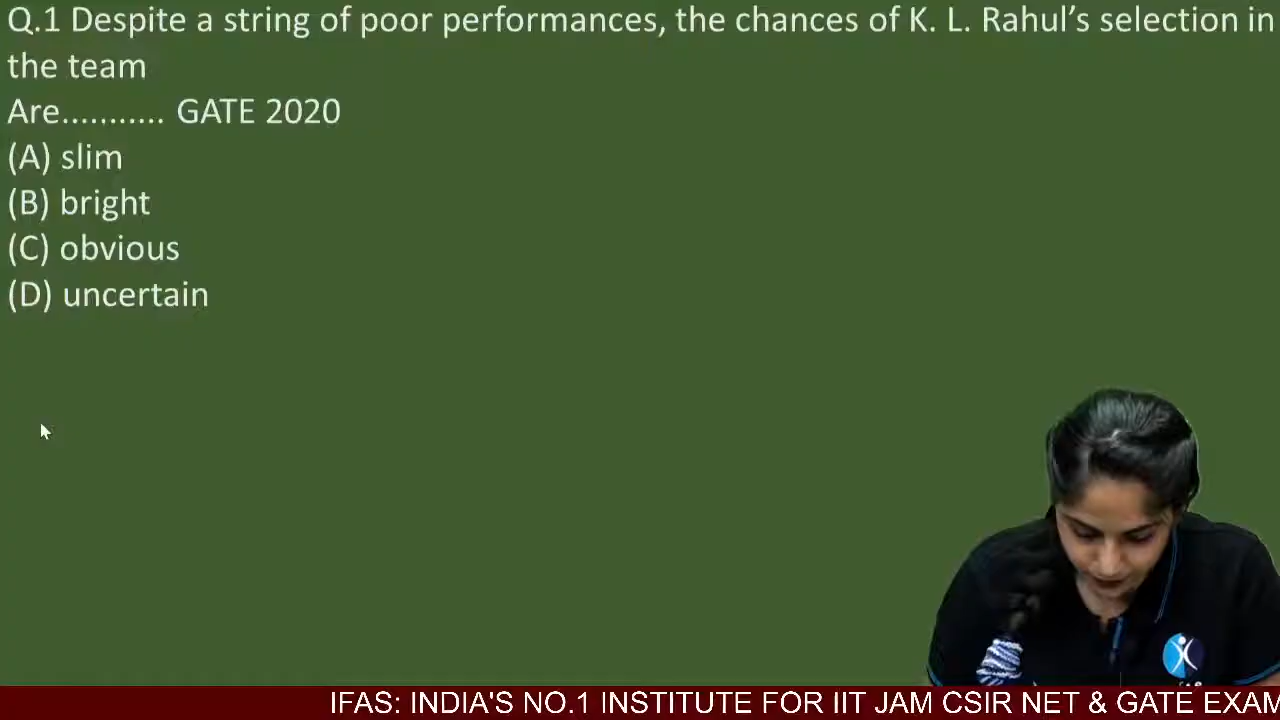 Q.1 Despite a string of poor performances, the chances of K. L. Rahul’s selection in
the team
Are........... GATE 2020
(A) slim
(B) bright
(C) obvious
(D) uncertain
IFAS: INDIA'S NO.1 INSTITUTE FOR IIT JAM CSIR NET & GATE EXAM